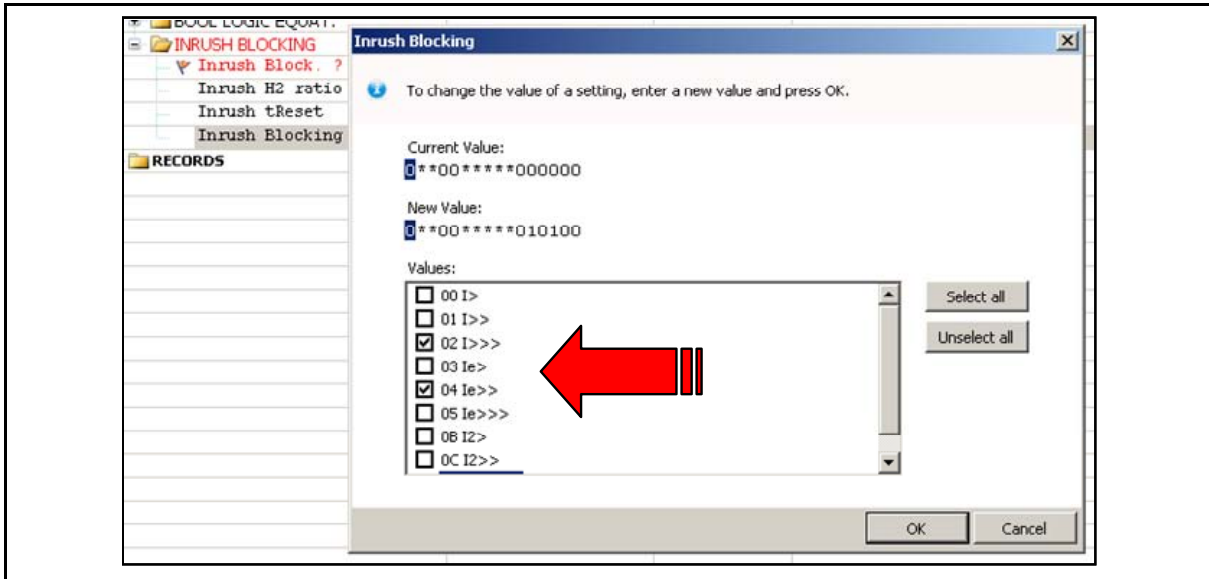 BOOL LOGIC EQUAT.
INRUSH BLOCKING
Inrush Block. ?
Inrush H2 ratio
Inrush tReset
Inrush Blocking
RECORDS
Inrush Blocking
To change the value of a setting, enter a new value and press OK.
Current Value:
0**00*****000000
New Value:
0**00*****010100
Values:
00 I>
01 I>>
02 I>>>
03 Ie>
04 Ie>>
05 Ie>>>
0B I2>
0C I2>>
Select all
Unselect all
OK
Cancel